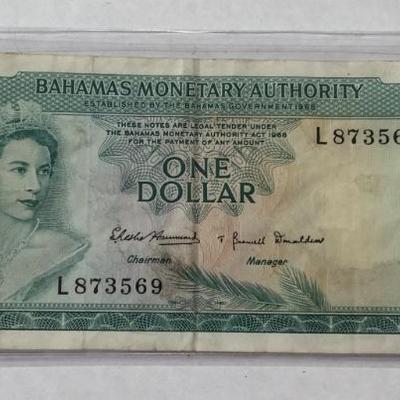 BAHAMAS MONETARY AUTHORITY
ESTABLISHED BY THE BAHAMAS GOVERNMENT 1968
THESE NOTES ARE LEGAL TENDER UNDER
THE BAHAMAS MONETARY AUTHORITY ACT 1968
FOR THE PAYMENT OF ANY AMOUNT
L87356
ONE
DOLLAR
Chairman Manager
L873569